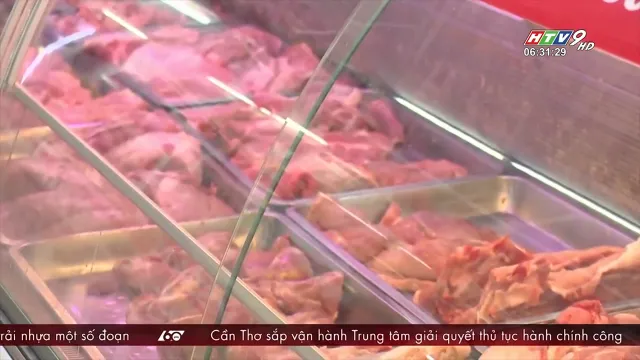 HTV9 HD
06:31:29
rải nhựa một số đoạn 60 Cần Thơ sắp vận hành Trung tâm giải quyết thủ tục hành chính công